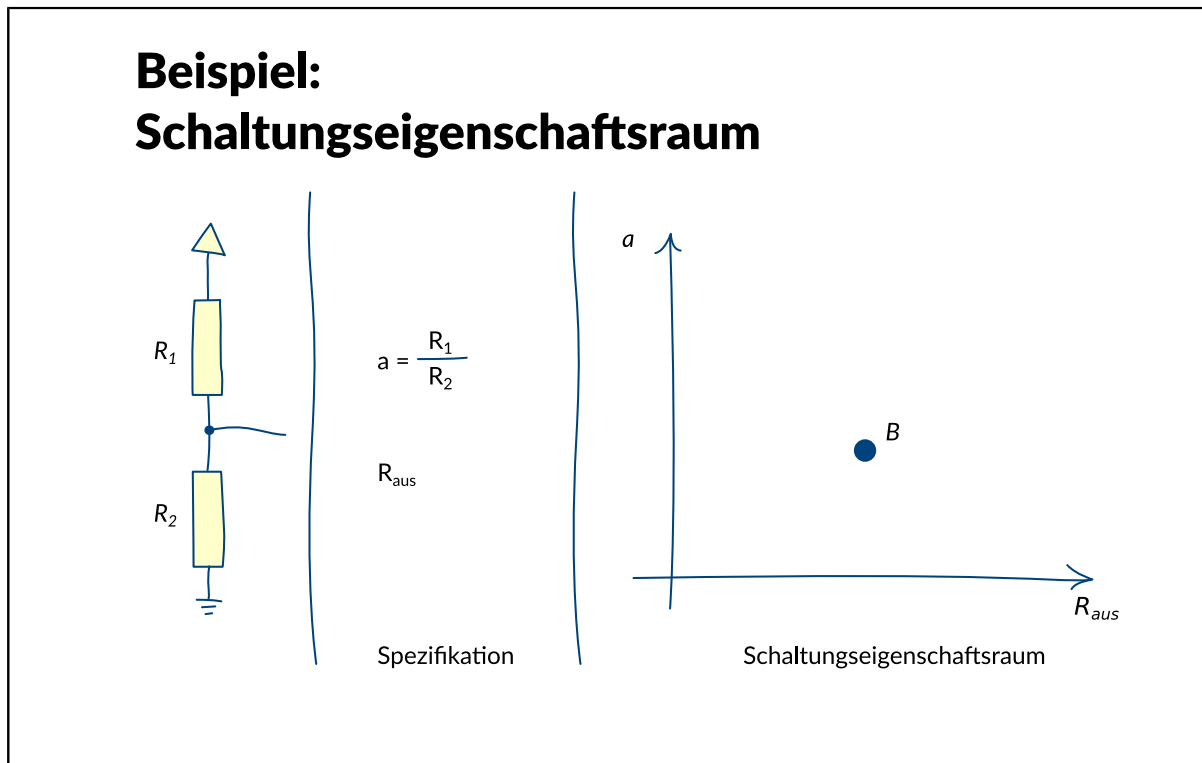 Beispiel:
Schaltungseigenschaftsraum
R1
R2
a = R1
R2
Raus
Spezifikation
a
B
Raus
Schaltungseigenschaftsraum